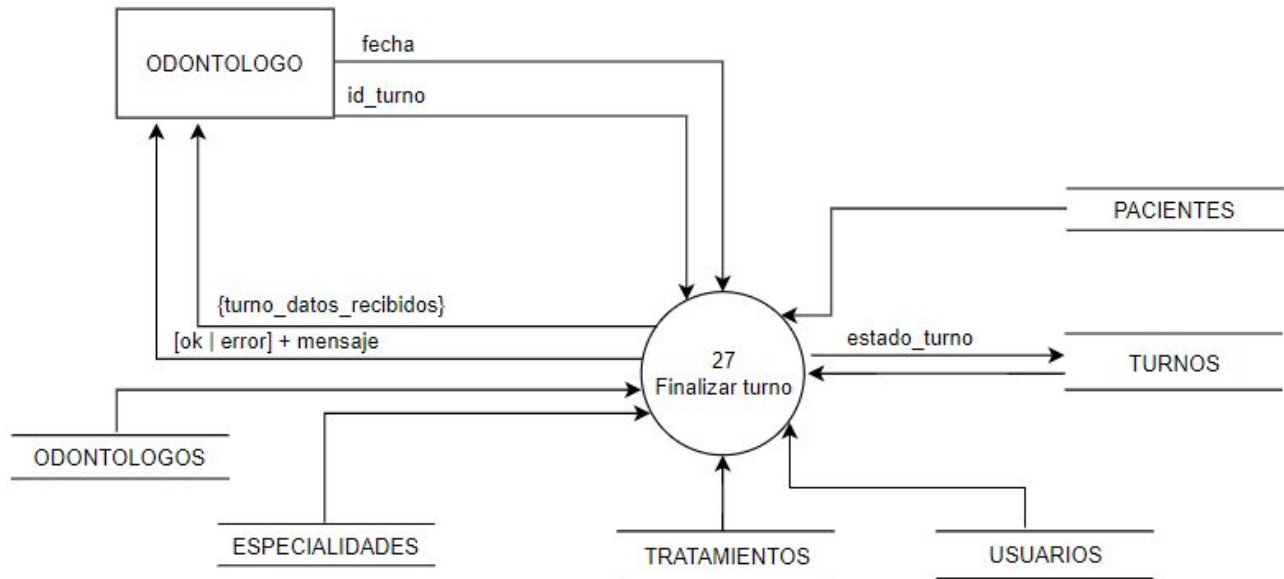 ODONTOLOGO
fecha
id_turno
PACIENTES
{turno_datos_recibidos}
[ok | error] + mensaje
estado_turno
27
Finalizar turno
TURNOS
ODONTOLOGOS
ESPECIALIDADES
TRATAMIENTOS
USUARIOS